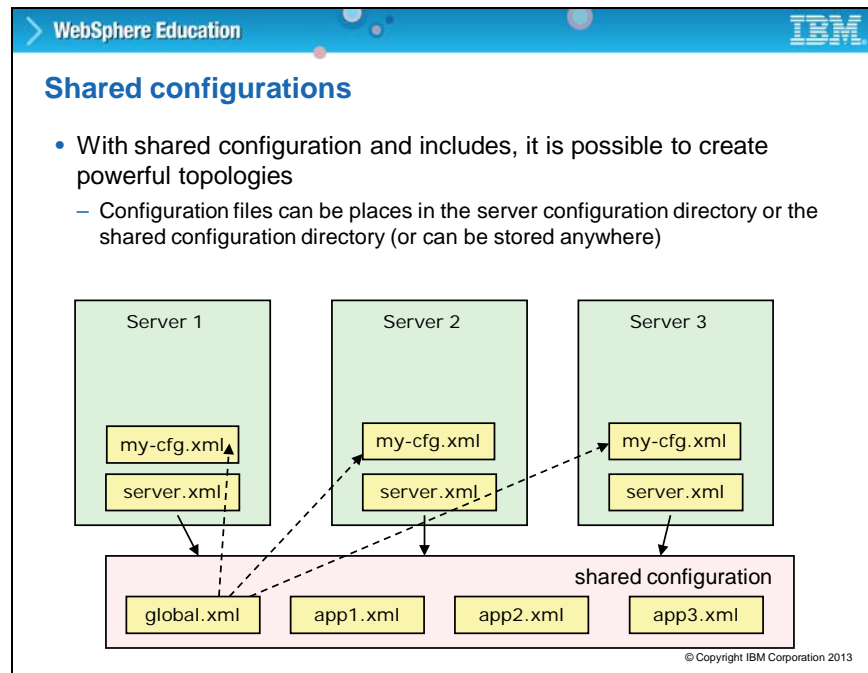 WebSphere Education
IBM
Shared configurations
• With shared configuration and includes, it is possible to create
powerful topologies
– Configuration files can be places in the server configuration directory or the
shared configuration directory (or can be stored anywhere)
Server 1
Server 2
Server 3
my-cfg.xml
my-cfg.xml
my-cfg.xml
server.xml
server.xml
server.xml
shared configuration
global.xml
app1.xml
app2.xml
app3.xml
© Copyright IBM Corporation 2013